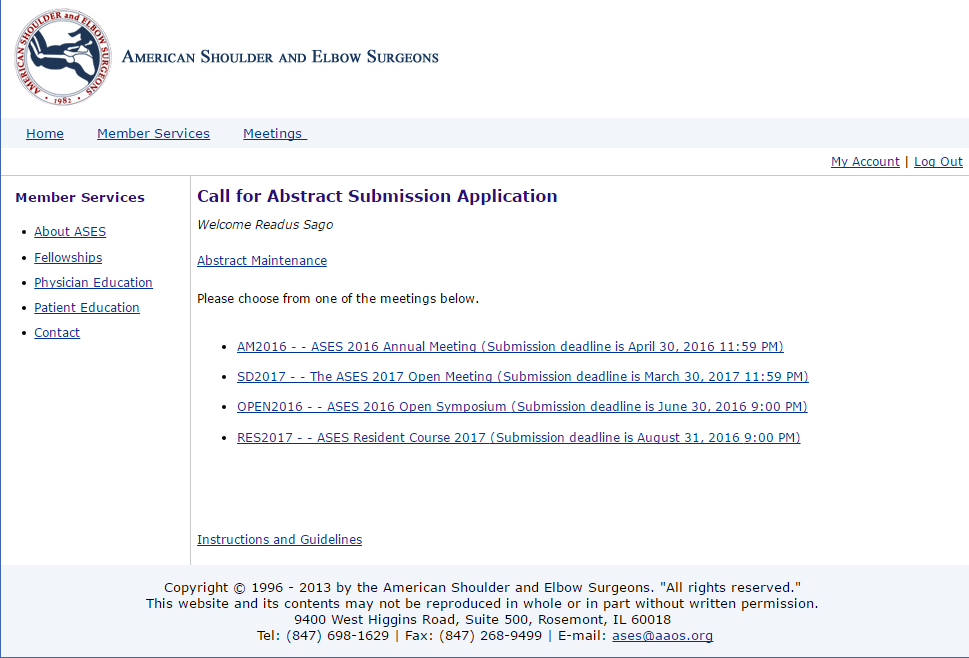 AMERICAN SHOULDER and ELBOW SURGEONS
• 1982 •
AMERICAN SHOULDER AND ELBOW SURGEONS
Home Member Services Meetings
My Account | Log Out
Member Services
• About ASES
• Fellowships
• Physician Education
• Patient Education
• Contact
Call for Abstract Submission Application
Welcome Readus Sago
Abstract Maintenance
Please choose from one of the meetings below.
• AM2016 - - ASES 2016 Annual Meeting (Submission deadline is April 30, 2016 11:59 PM)
• SD2017 - - The ASES 2017 Open Meeting (Submission deadline is March 30, 2017 11:59 PM)
• OPEN2016 - - ASES 2016 Open Symposium (Submission deadline is June 30, 2016 9:00 PM)
• RES2017 - - ASES Resident Course 2017 (Submission deadline is August 31, 2016 9:00 PM)
Instructions and Guidelines
Copyright © 1996 - 2013 by the American Shoulder and Elbow Surgeons. "All rights reserved."
This website and its contents may not be reproduced in whole or in part without written permission.
9400 West Higgins Road, Suite 500, Rosemont, IL 60018
Tel: (847) 698-1629 | Fax: (847) 268-9499 | E-mail: ases@aaos.org